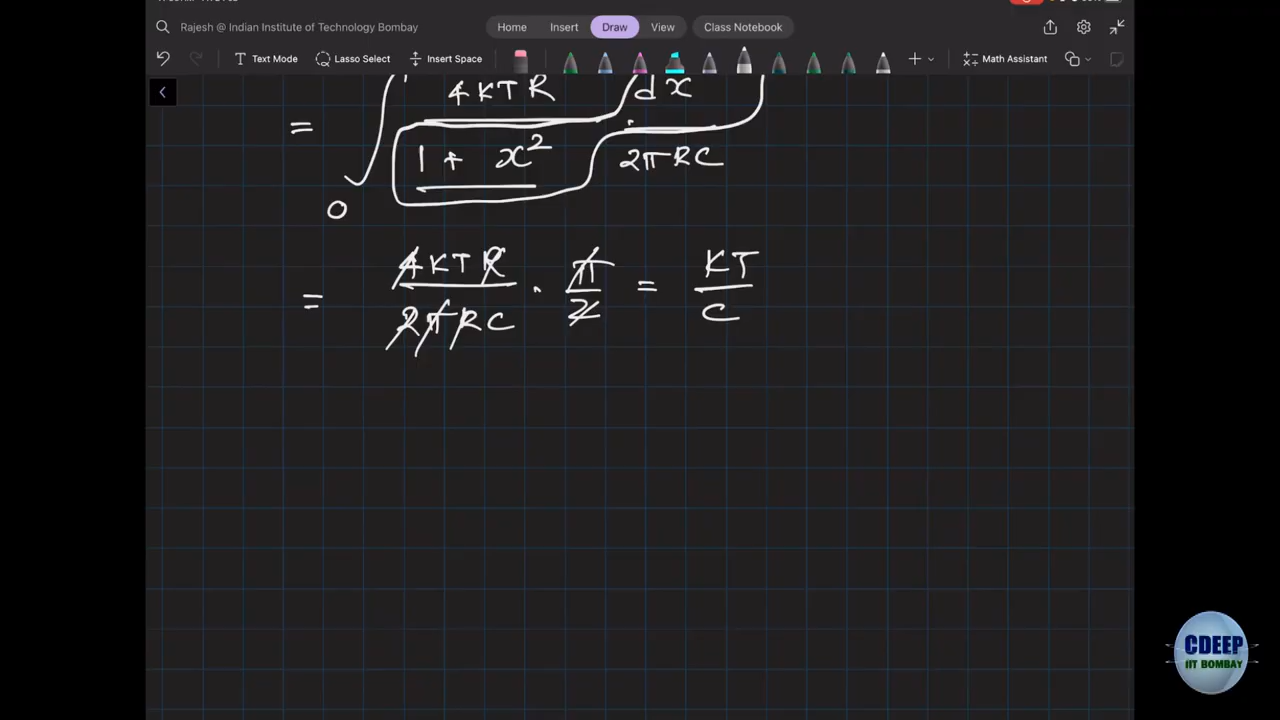 Rajesh @ Indian Institute of Technology Bombay
Home Insert Draw View Class Notebook
Text Mode Lasso Select Insert Space Math Assistant
= ∫ 4KTR dx
1 + x² 2πRC
0
= 4KTR/2πRC · π/2 = KT/C
CDEEP
IIT BOMBAY